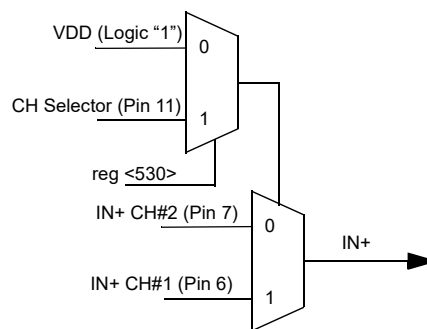 VDD (Logic “1”)
0
CH Selector (Pin 11)
1
reg <530>
IN+ CH#2 (Pin 7)
0
IN+
IN+ CH#1 (Pin 6)
1